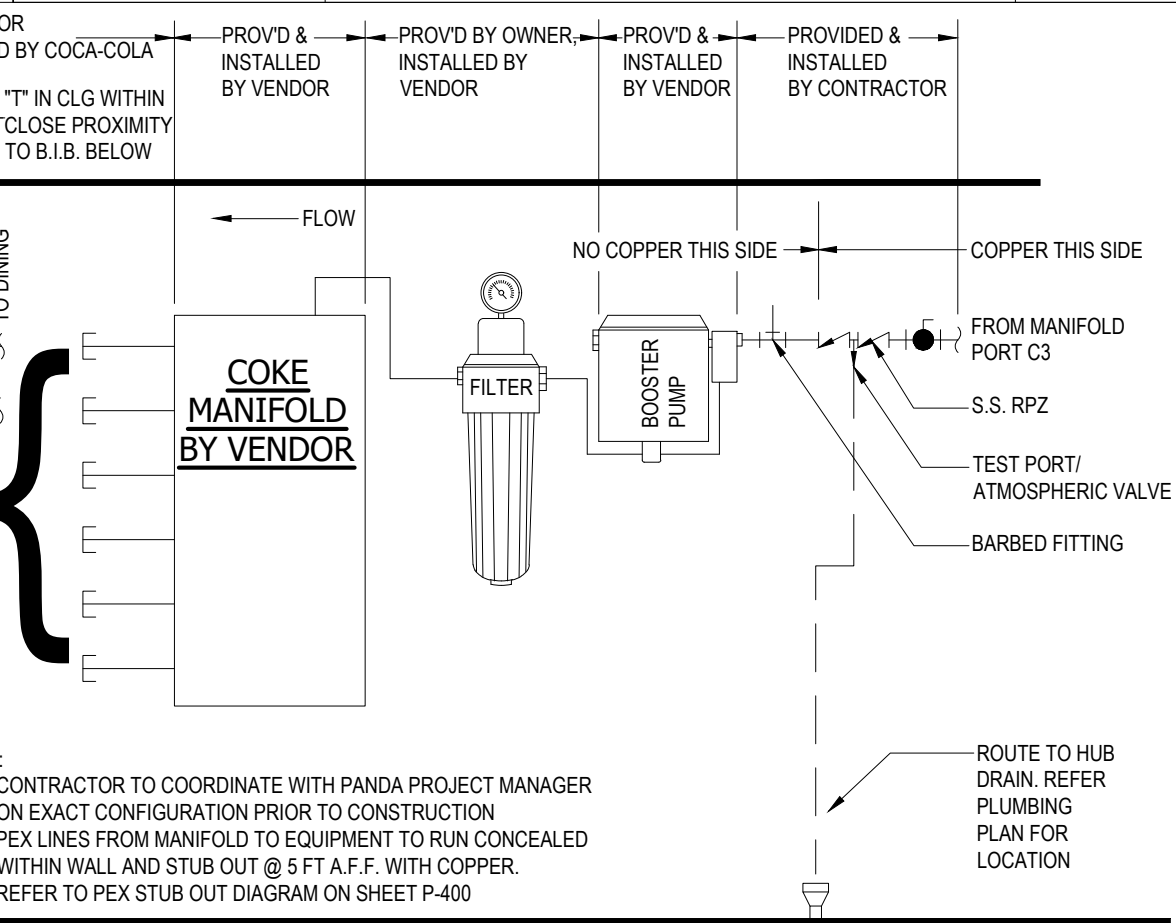 OR
D BY COCA-COLA
"T" IN CLG WITHIN
CLOSE PROXIMITY
TO B.I.B. BELOW
PROV'D &
INSTALLED
BY VENDOR
PROV'D BY OWNER,
INSTALLED BY
VENDOR
PROV'D &
INSTALLED
BY VENDOR
PROVIDED &
INSTALLED
BY CONTRACTOR
FLOW
NO COPPER THIS SIDE
COPPER THIS SIDE
TO DINING
COKE
MANIFOLD
BY VENDOR
FILTER
BOOSTER
PUMP
FROM MANIFOLD
PORT C3
S.S. RPZ
TEST PORT/
ATMOSPHERIC VALVE
BARBED FITTING
ROUTE TO HUB
DRAIN. REFER
PLUMBING
PLAN FOR
LOCATION
:
CONTRACTOR TO COORDINATE WITH PANDA PROJECT MANAGER
ON EXACT CONFIGURATION PRIOR TO CONSTRUCTION
PEX LINES FROM MANIFOLD TO EQUIPMENT TO RUN CONCEALED
WITHIN WALL AND STUB OUT @ 5 FT A.F.F. WITH COPPER.
REFER TO PEX STUB OUT DIAGRAM ON SHEET P-400